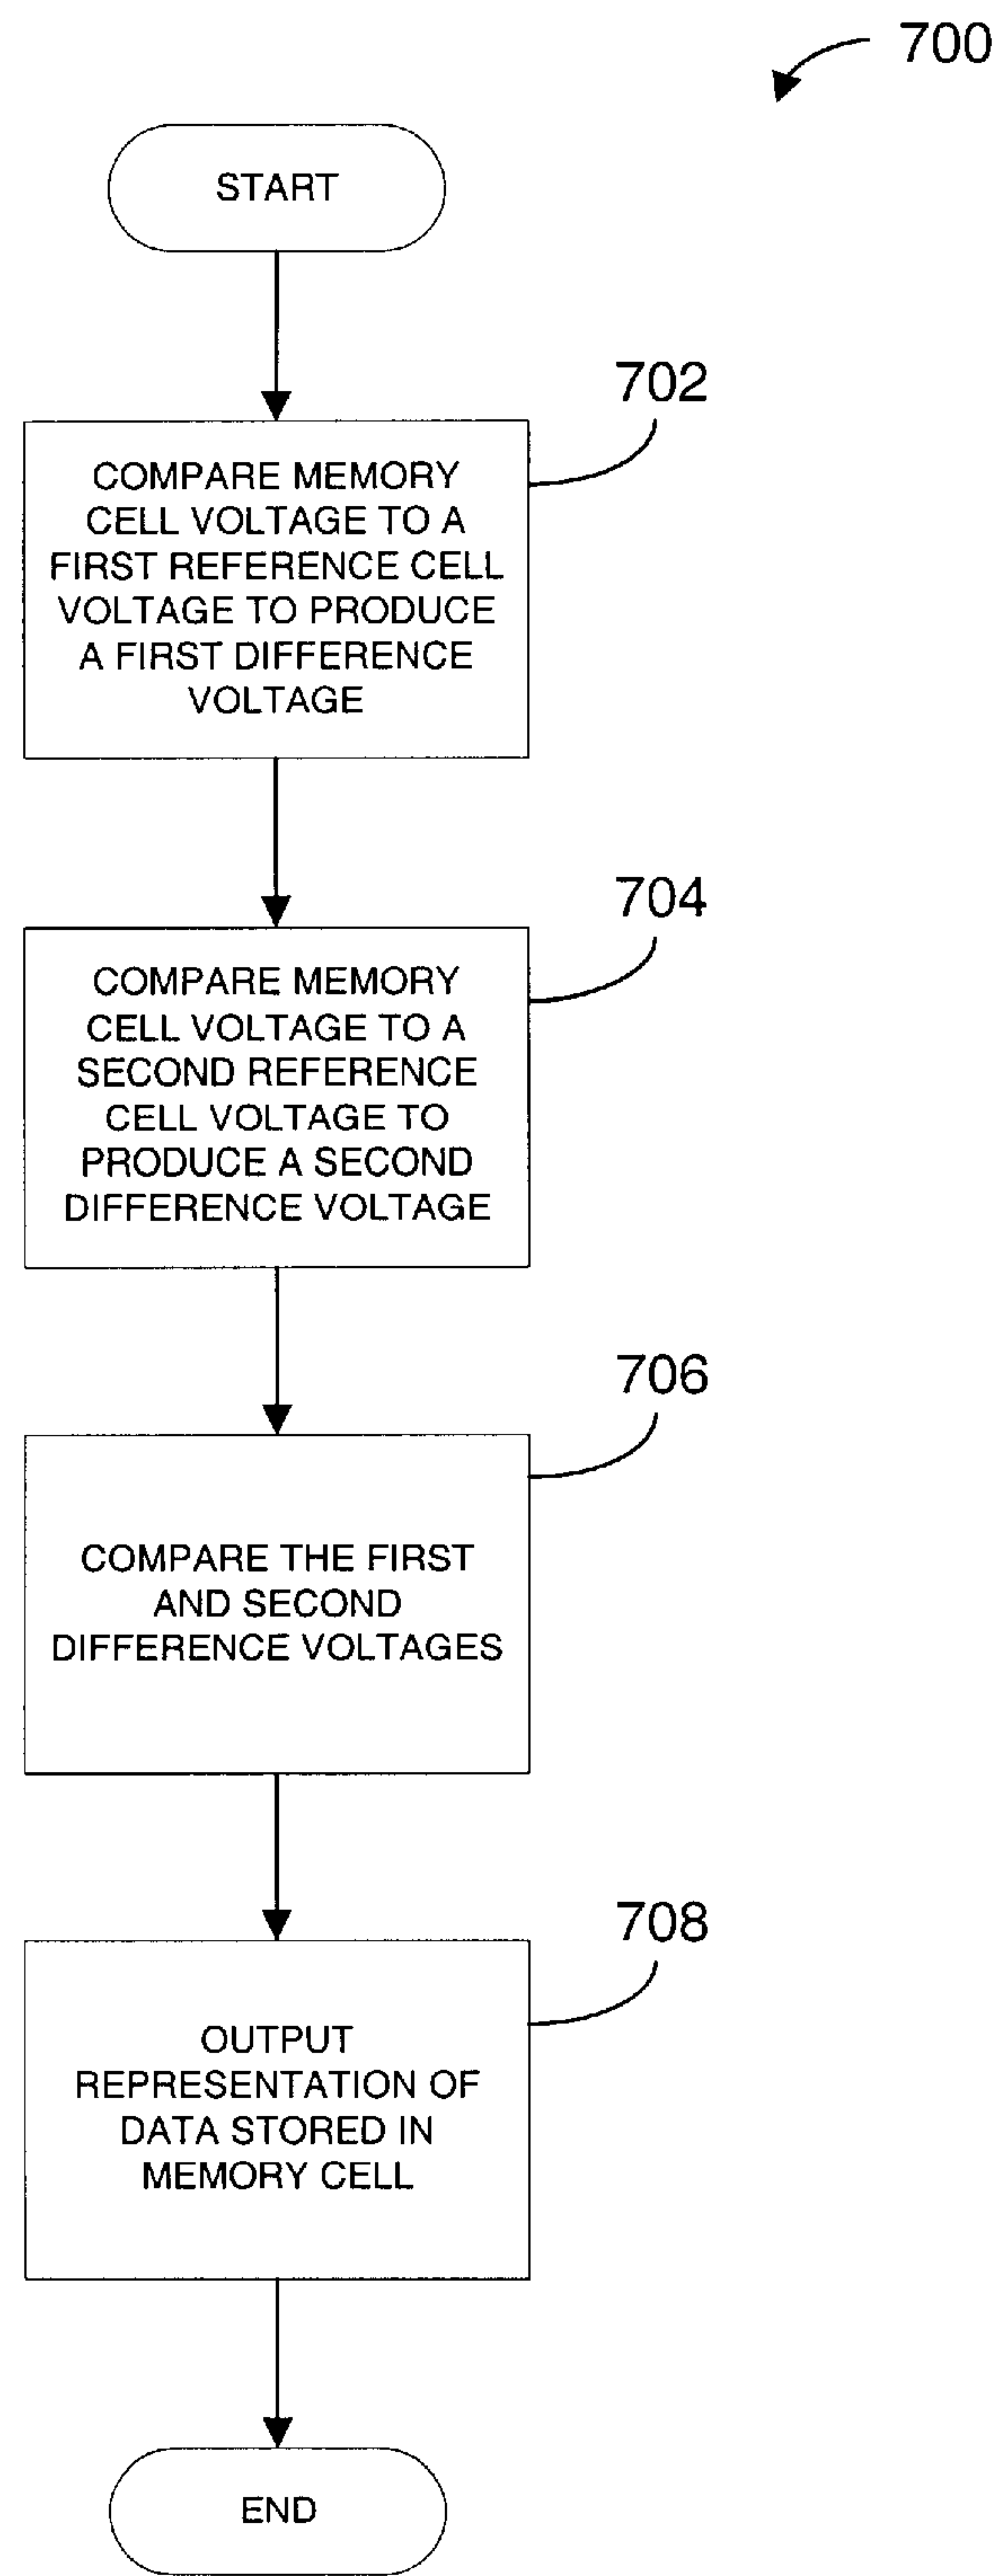 700
START
702
COMPARE MEMORY
CELL VOLTAGE TO A
FIRST REFERENCE CELL
VOLTAGE TO PRODUCE
A FIRST DIFFERENCE
VOLTAGE
704
COMPARE MEMORY
CELL VOLTAGE TO A
SECOND REFERENCE
CELL VOLTAGE TO
PRODUCE A SECOND
DIFFERENCE VOLTAGE
706
COMPARE THE FIRST
AND SECOND
DIFFERENCE VOLTAGES
708
OUTPUT
REPRESENTATION OF
DATA STORED IN
MEMORY CELL
END